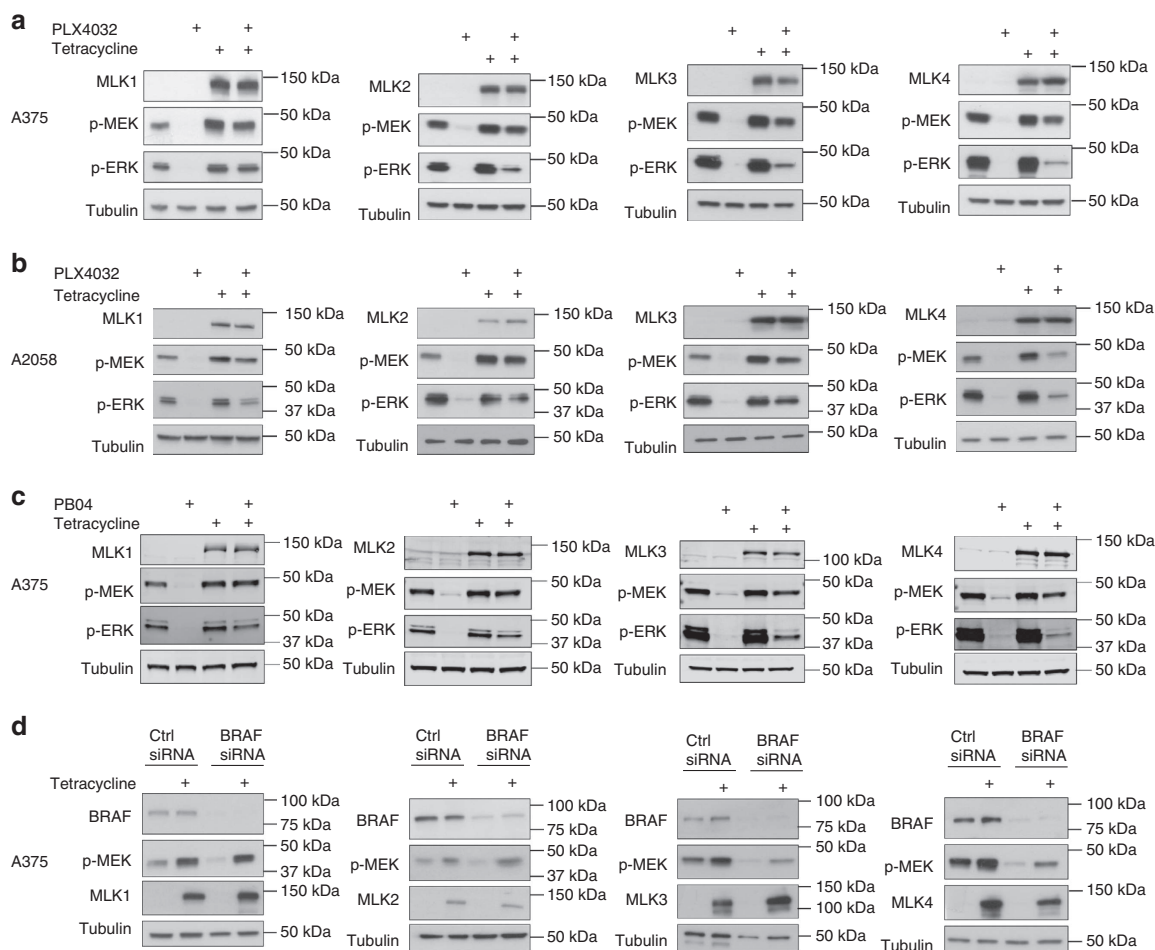 a
PLX4032 + + + + + + + +
Tetracycline + + + + + + + +
MLK1 150 kDa MLK2 150 kDa MLK3 150 kDa MLK4 150 kDa
A375
p-MEK 50 kDa p-MEK 50 kDa p-MEK 50 kDa p-MEK 50 kDa
p-ERK 50 kDa p-ERK 50 kDa p-ERK 50 kDa p-ERK 50 kDa
Tubulin 50 kDa Tubulin 50 kDa Tubulin 50 kDa Tubulin 50 kDa
b
PLX4032 + + + + + + + +
Tetracycline + + + + + + + +
MLK1 150 kDa MLK2 150 kDa MLK3 150 kDa MLK4 150 kDa
A2058
p-MEK 50 kDa p-MEK 50 kDa p-MEK 50 kDa p-MEK 50 kDa
p-ERK 50 kDa 37 kDa p-ERK 50 kDa 37 kDa p-ERK 50 kDa 37 kDa p-ERK 50 kDa 37 kDa
Tubulin 50 kDa Tubulin 50 kDa Tubulin 50 kDa Tubulin 50 kDa
c
PB04 + + + + + + + +
Tetracycline + + + + + + + +
MLK1 150 kDa MLK2 150 kDa MLK3 100 kDa MLK4 150 kDa
A375
p-MEK 50 kDa p-MEK 50 kDa p-MEK 50 kDa p-MEK 50 kDa
p-ERK 50 kDa 37 kDa p-ERK 50 kDa 37 kDa p-ERK 50 kDa 37 kDa p-ERK 50 kDa 37 kDa
Tubulin 50 kDa Tubulin 50 kDa Tubulin 50 kDa Tubulin 50 kDa
d
Ctrl BRAF Ctrl BRAF Ctrl BRAF Ctrl BRAF
siRNA siRNA siRNA siRNA siRNA siRNA siRNA siRNA
Tetracycline + + + + + + + +
BRAF 100 kDa 75 kDa BRAF 100 kDa 75 kDa BRAF 100 kDa 75 kDa BRAF 100 kDa 75 kDa
A375
p-MEK 50 kDa 37 kDa p-MEK 50 kDa 37 kDa p-MEK 50 kDa p-MEK 50 kDa
MLK1 150 kDa MLK2 150 kDa MLK3 150 kDa 100 kDa MLK4 150 kDa
Tubulin 50 kDa Tubulin 50 kDa Tubulin 50 kDa Tubulin 50 kDa